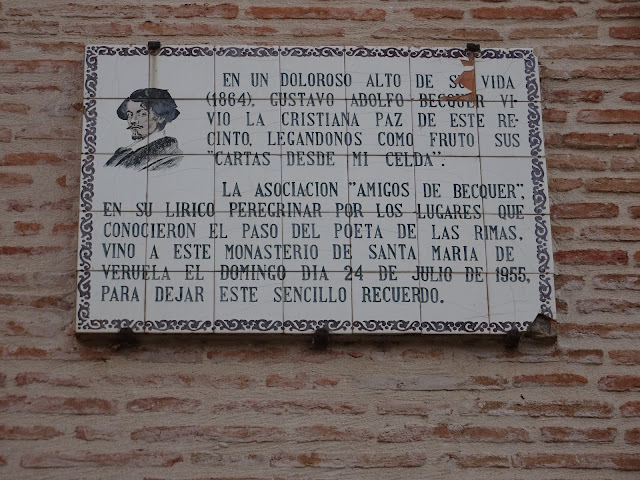 EN UN DOLOROSO ALTO DE SU VIDA
(1864), GUSTAVO ADOLFO BECQUER VI-
VIO LA CRISTIANA PAZ DE ESTE RE-
CINTO, LEGANDONOS COMO FRUTO SUS
"CARTAS DESDE MI CELDA".
LA ASOCIACION "AMIGOS DE BECQUER",
EN SU LIRICO PEREGRINAR POR LOS LUGARES QUE
CONOCIERON EL PASO DEL POETA DE LAS RIMAS,
VINO A ESTE MONASTERIO DE SANTA MARIA DE
VERUELA EL DOMINGO DIA 24 DE JULIO DE 1955,
PARA DEJAR ESTE SENCILLO RECUERDO.